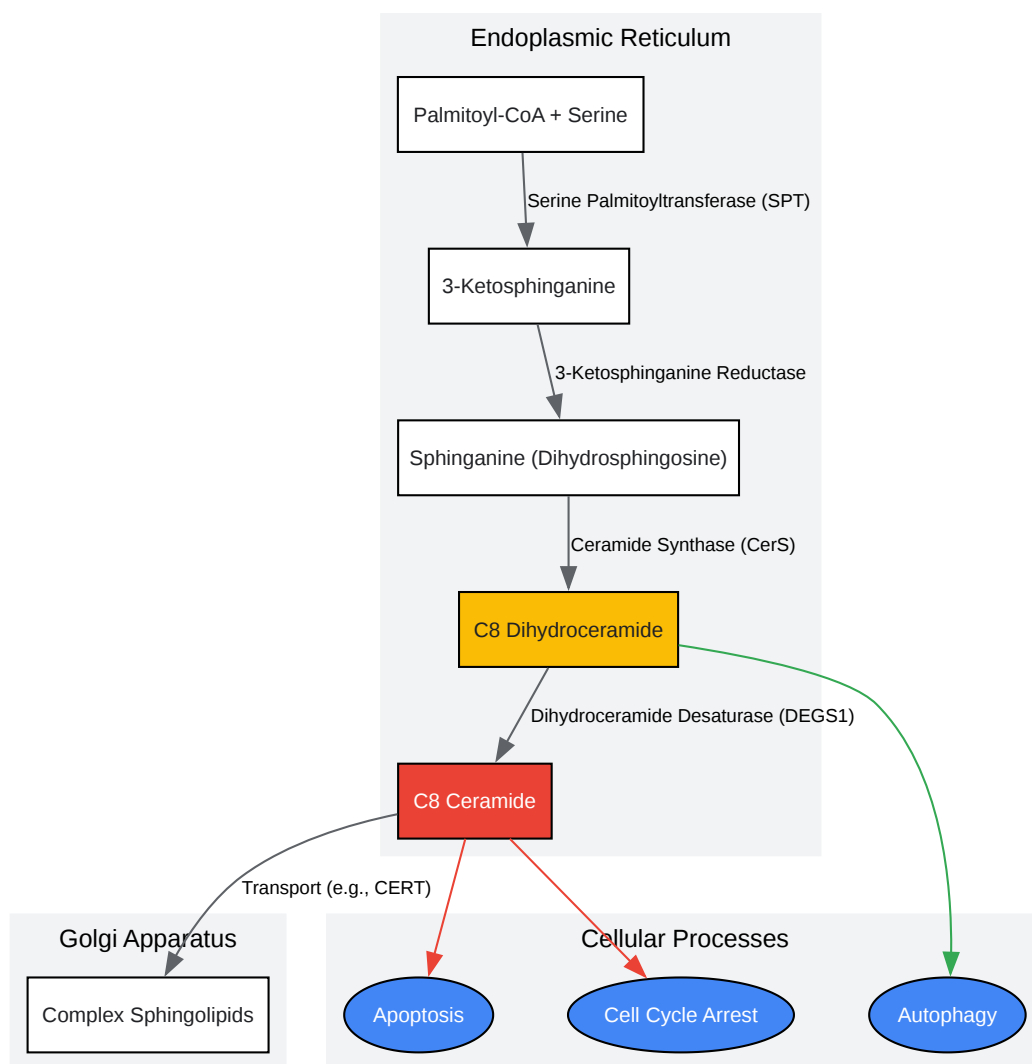 Endoplasmic Reticulum
Palmitoyl-CoA + Serine
Serine Palmitoyltransferase (SPT)
3-Ketosphinganine
3-Ketosphinganine Reductase
Sphinganine (Dihydrosphingosine)
Ceramide Synthase (CerS)
C8 Dihydroceramide
Dihydroceramide Desaturase (DEGS1)
C8 Ceramide
Transport (e.g., CERT)
Golgi Apparatus
Cellular Processes
Complex Sphingolipids
Apoptosis
Cell Cycle Arrest
Autophagy